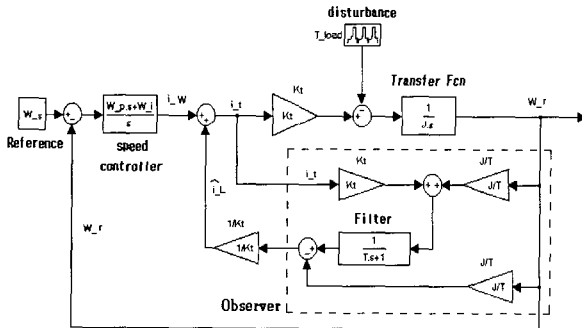 disturbance
T_load
W_s
Reference
+
-
W_p.s+W_i
s
speed
controller
i_W
+
+
i_t
Kt
Kt
+
-
Transfer Fcn
1
J.s
W_r
i_t
Kt
Kt
+
+
J/T
J/T
^
i_L
1/Kt
1/Kt
-
+
Filter
1
T.s+1
J/T
J/T
W_r
Observer